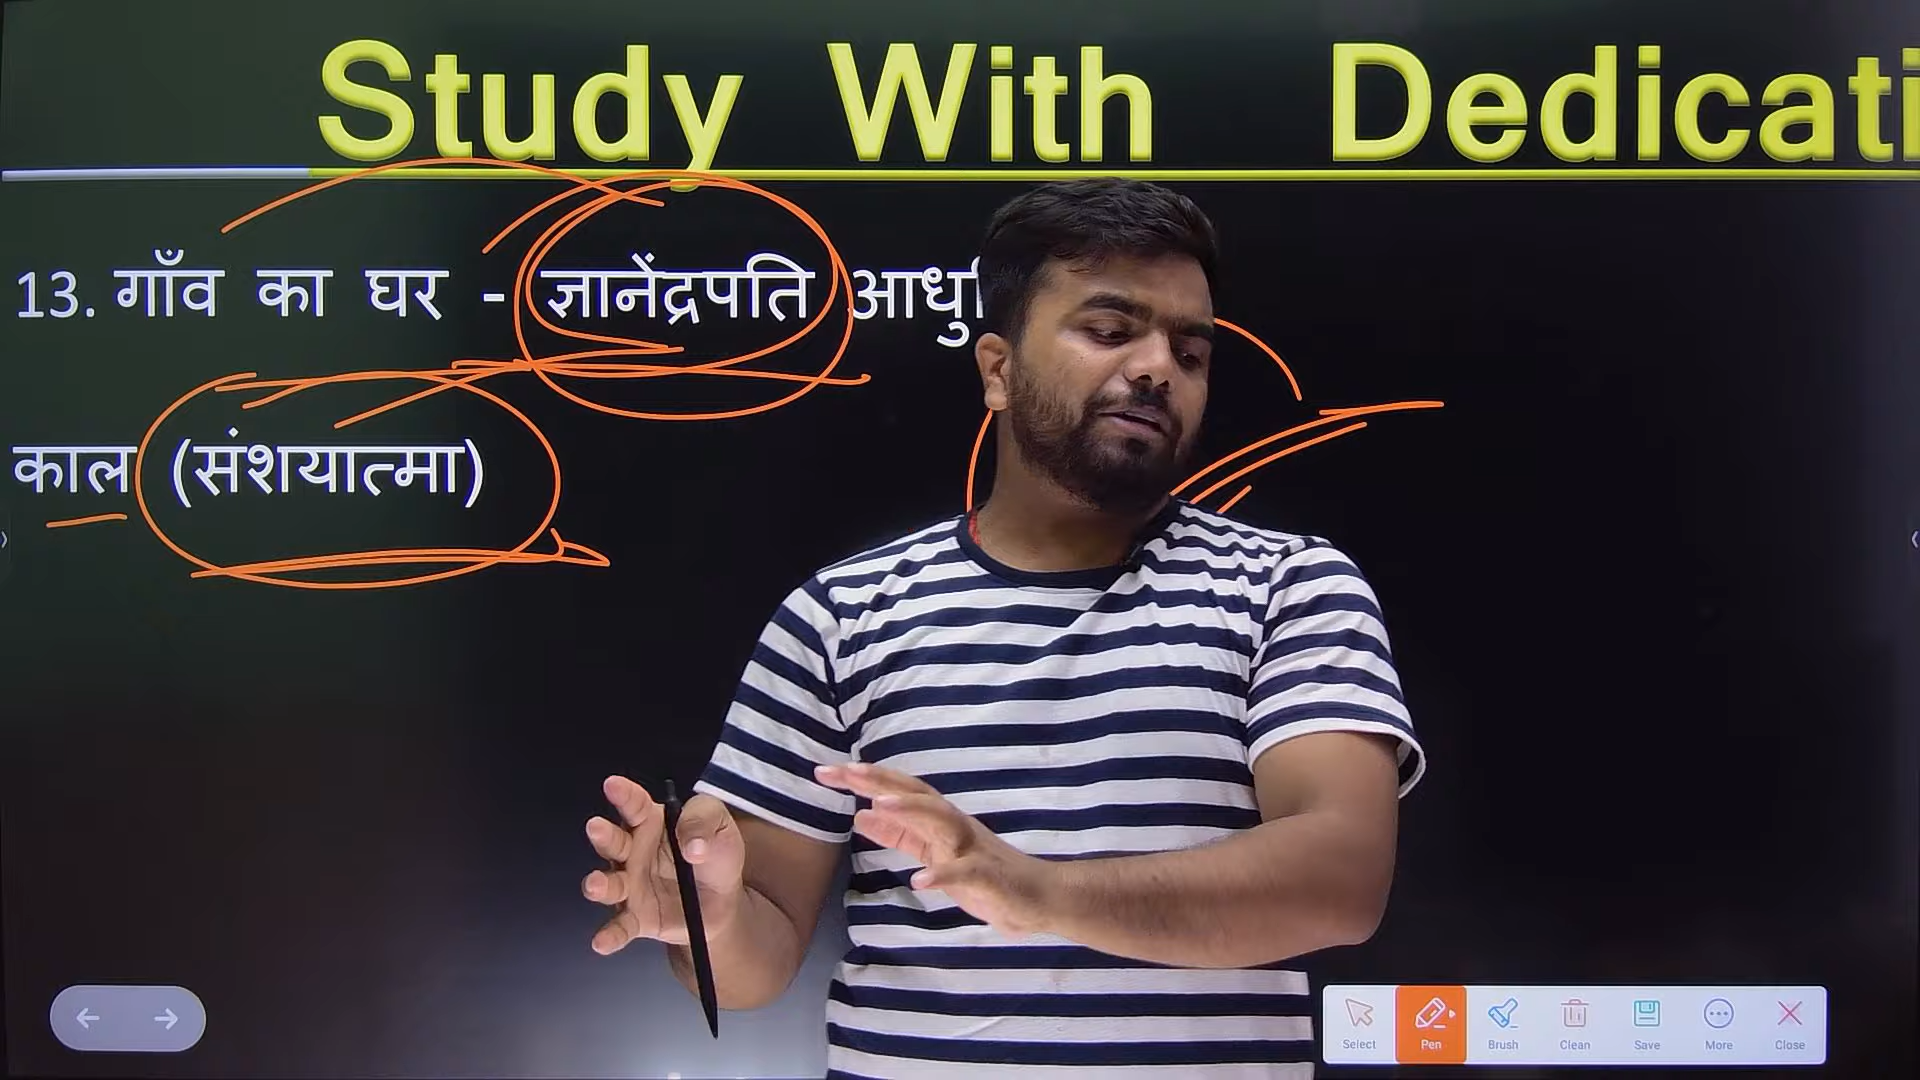 Study With Dedicati
13. गाँव का घर - ज्ञानेंद्रपति आधु
काल (संशयात्मा)
Select Pen Brush Clean Save More Close